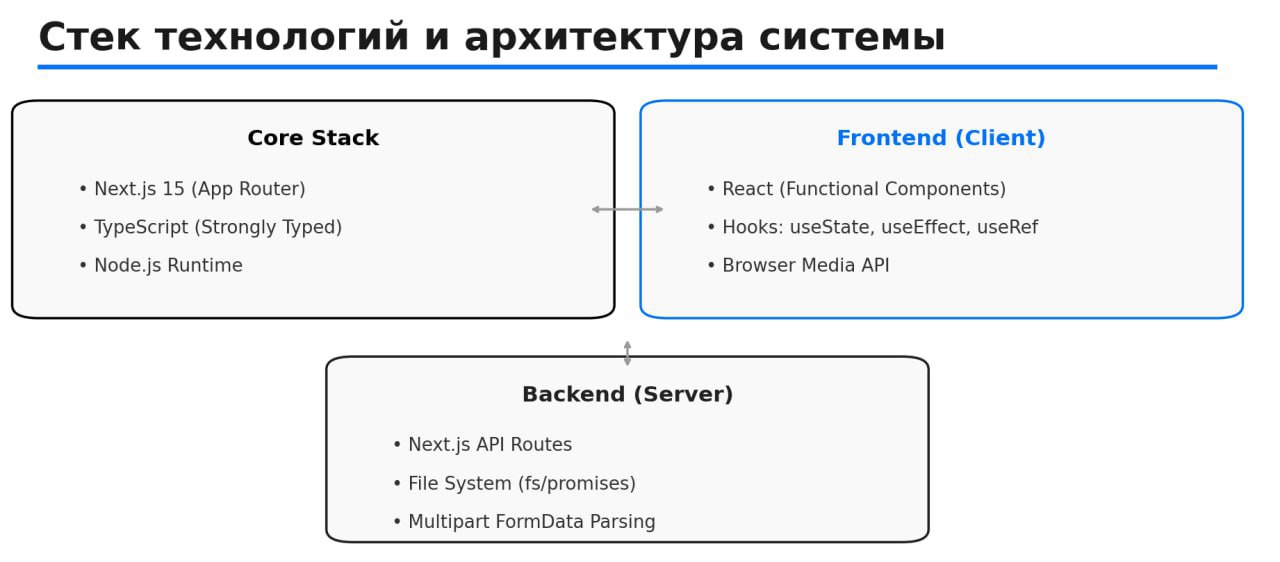 Стек технологий и архитектура системы
Core Stack
• Next.js 15 (App Router)
• TypeScript (Strongly Typed)
• Node.js Runtime
Frontend (Client)
• React (Functional Components)
• Hooks: useState, useEffect, useRef
• Browser Media API
Backend (Server)
• Next.js API Routes
• File System (fs/promises)
• Multipart FormData Parsing